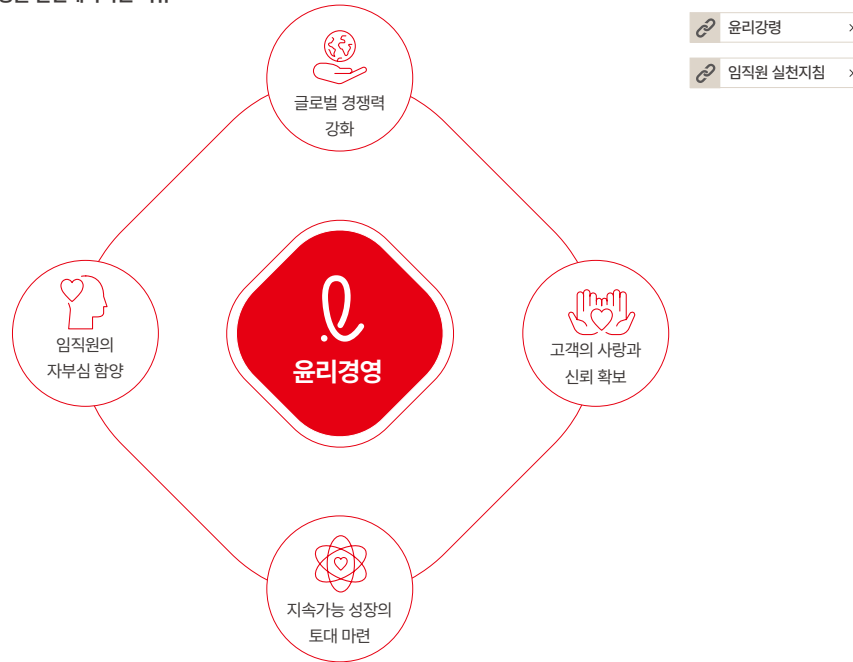 글로벌 경쟁력
강화
임직원의
자부심 함양
윤리경영
고객의 사랑과
신뢰 확보
지속가능 성장의
토대 마련
윤리강령
임직원 실천지침